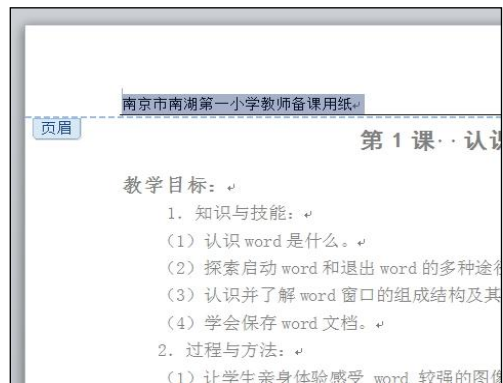 南京市南湖第一小学教师备课用纸
页眉
第 1 课··认识
教学目标：
1. 知识与技能：
（1）认识 word 是什么。
（2）探索启动 word 和退出 word 的多种途径
（3）认识并了解 word 窗口的组成结构及其
（4）学会保存 word 文档。
2. 过程与方法：
（1）让学生亲身体验感受 word 较强的图像